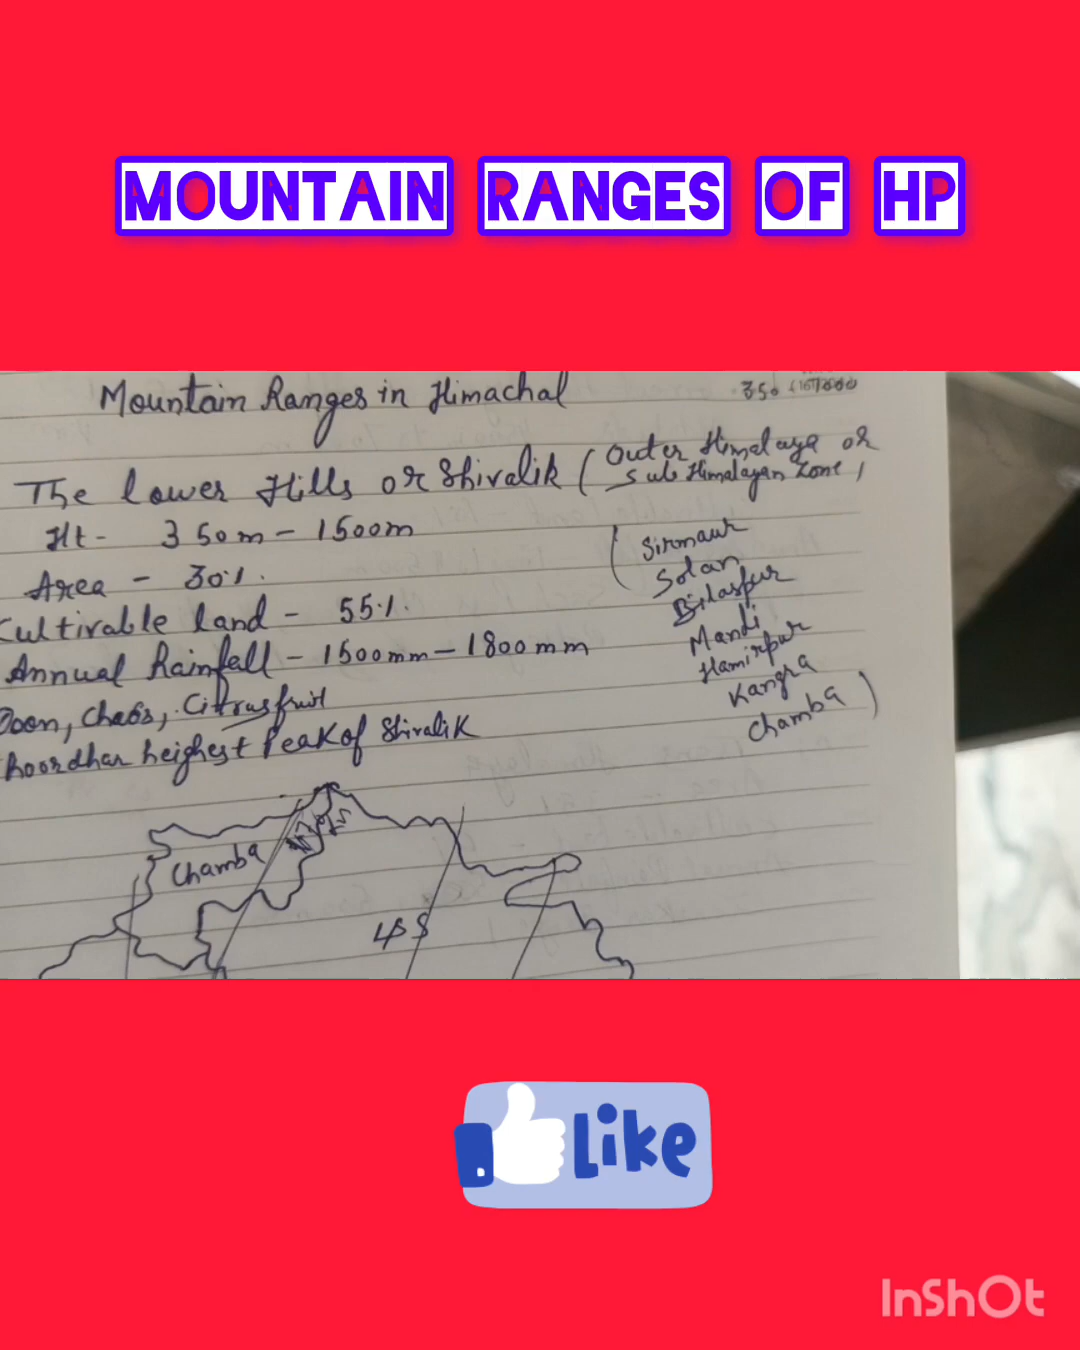 MOUNTAIN RANGES OF HP
Mountain Ranges in Himachal
The lower Hills or Shivalik ( Outer Himalaya or
Sub Himalayan Zone )
Ht - 350m - 1500m
Area - 30%.
Cultivable land - 55%.
Annual Rainfall - 1500mm - 1800mm
Doon, Chaos, Citrus fruit
hoordhar heighest Peak of Shivalik
( Sirmaur
Solan
Bilaspur
Mandi
Hamirpur
Kangra
Chamba )
Chamba
L&S
Like
InShOt